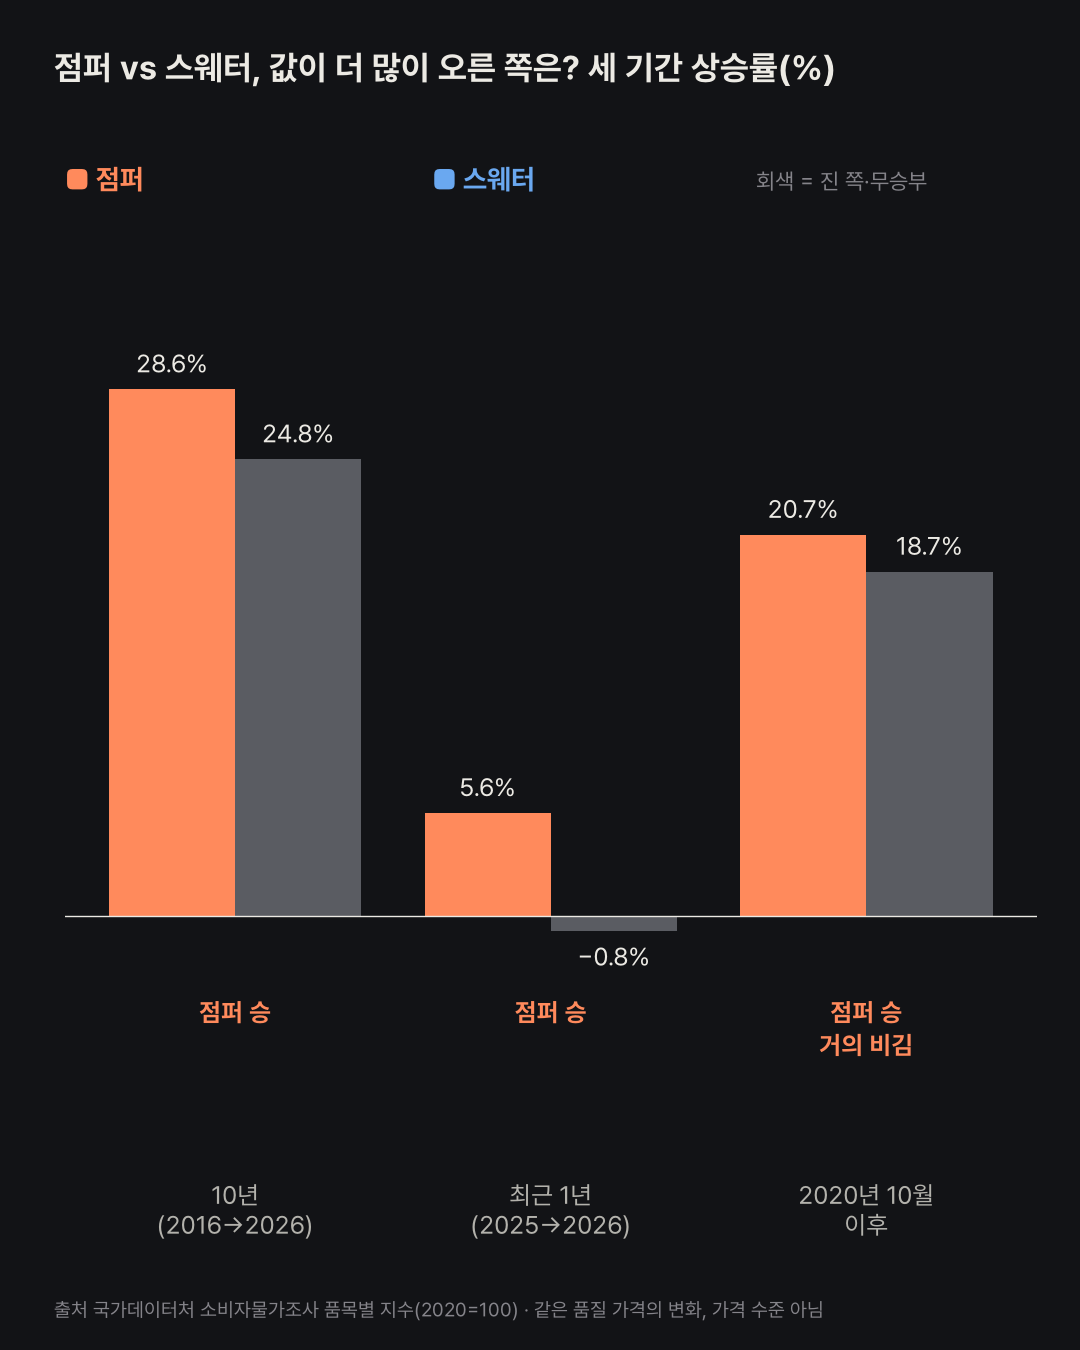 점퍼 vs 스웨터, 값이 더 많이 오른 쪽은? 세 기간 상승률(%)
점퍼
스웨터
회색 = 진 쪽·무승부
28.6%
24.8%
20.7%
18.7%
5.6%
−0.8%
점퍼 승
점퍼 승
점퍼 승
거의 비김
10년
(2016→2026)
최근 1년
(2025→2026)
2020년 10월
이후
출처 국가데이터처 소비자물가조사 품목별 지수(2020=100) · 같은 품질 가격의 변화, 가격 수준 아님